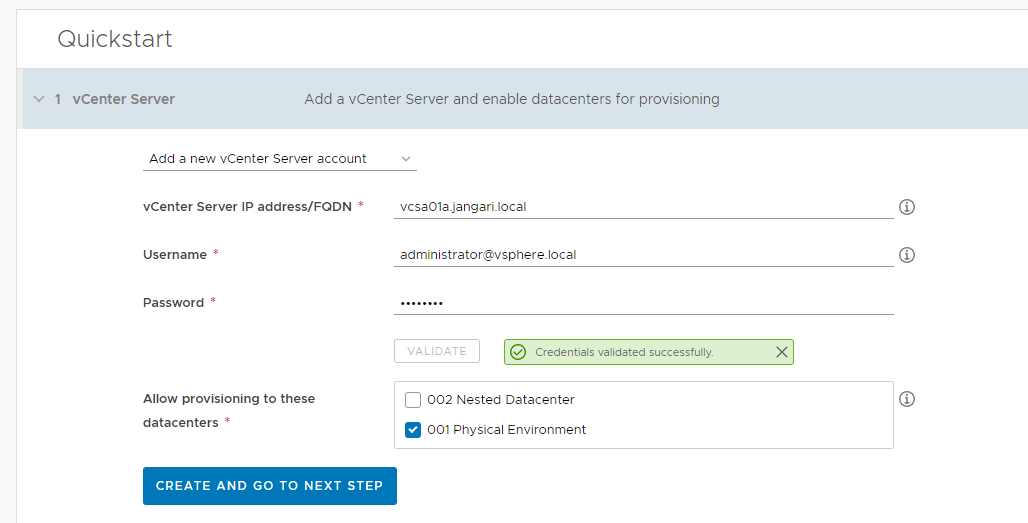 Quickstart
1 vCenter Server Add a vCenter Server and enable datacenters for provisioning
Add a new vCenter Server account
vCenter Server IP address/FQDN * vcsa01a.jangari.local
Username * administrator@vsphere.local
Password * ••••••••
VALIDATE Credentials validated successfully.
Allow provisioning to these
datacenters *
002 Nested Datacenter
001 Physical Environment
CREATE AND GO TO NEXT STEP